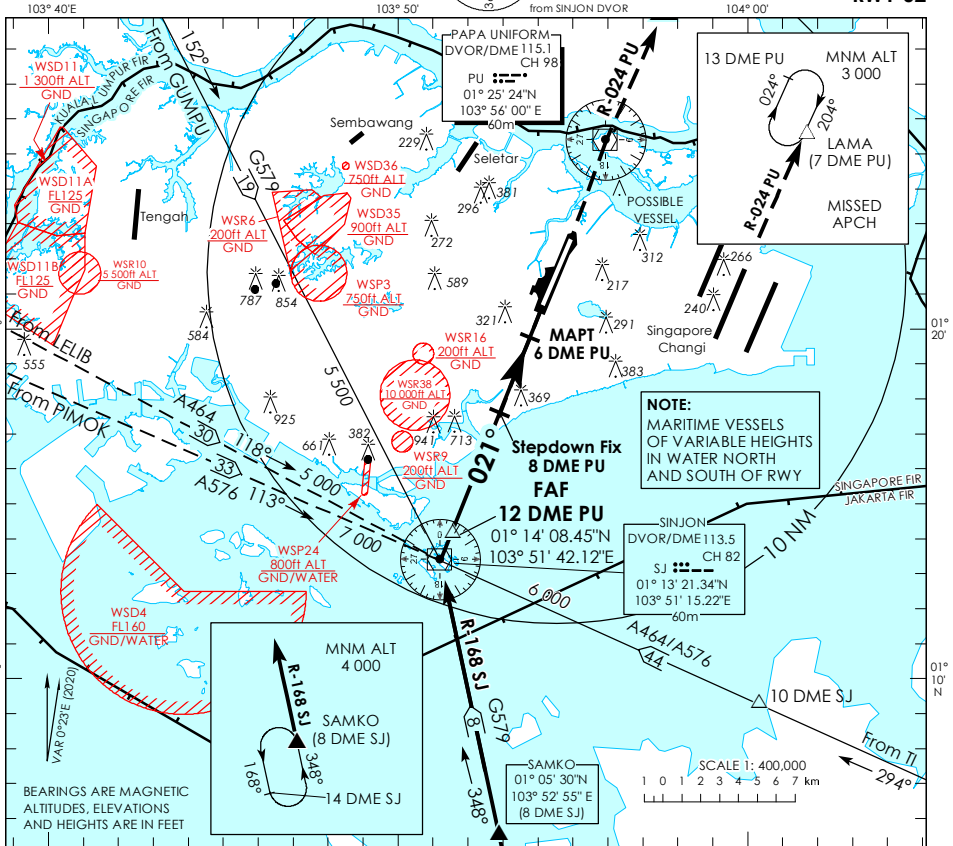 103° 40'E
103° 50'
from SINJON DVOR
104° 00'
RWY 02
WSD11
1 300ft ALT
GND
KUALA LUMPUR FIR
SINGAPORE FIR
152°
From GUMPU
PAPA UNIFORM
DVOR/DME 115.1
CH 98
PU
01° 25' 24"N
103° 56' 00" E
60m
R-024 PU
13 DME PU
MNM ALT
3 000
024°
204°
LAMA
(7 DME PU)
R-024 PU
MISSED
APCH
Sembawang
229
Seletar
WSD11A
FL125
GND
Tengah
G579
19
WSD36
750ft ALT
GND
WSR6
200ft ALT
GND
WSD35
900ft ALT
GND
296
381
272
POSSIBLE
VESSEL
312
WSD11B
FL125
GND
WSR10
5 500ft ALT
GND
787
854
WSP3
750ft ALT
GND
589
217
266
240
584
321
291
Singapore
Changi
01°
20'
From LELIB
555
MAPT
6 DME PU
WSR16
200ft ALT
GND
383
From PIMOK
5 500
WSR38
10 000ft ALT
GND
369
A464
30
118°
5 000
925
661
382
941
713
NOTE:
MARITIME VESSELS
OF VARIABLE HEIGHTS
IN WATER NORTH
AND SOUTH OF RWY
33
A576
113°
7 000
WSR9
200ft ALT
GND
021°
Stepdown Fix
8 DME PU
FAF
12 DME PU
01° 14' 08.45"N
103° 51' 42.12"E
SINGAPORE FIR
JAKARTA FIR
10 NM
WSP24
800ft ALT
GND/WATER
SINJON
DVOR/DME 113.5
CH 82
SJ
01° 13' 21.34"N
103° 51' 15.22"E
60m
WSD4
FL160
GND/WATER
6 000
A464/A576
44
R-168 SJ
MNM ALT
4 000
R-168 SJ
SAMKO
(8 DME SJ)
168°
348°
14 DME SJ
G579
8
10 DME SJ
01°
10'
N
VAR 0°23'E (2020)
From TI
294°
SAMKO
01° 05' 30"N
103° 52' 55" E
(8 DME SJ)
348°
SCALE 1: 400,000
1 0 1 2 3 4 5 6 7 km
BEARINGS ARE MAGNETIC
ALTITUDES, ELEVATIONS
AND HEIGHTS ARE IN FEET